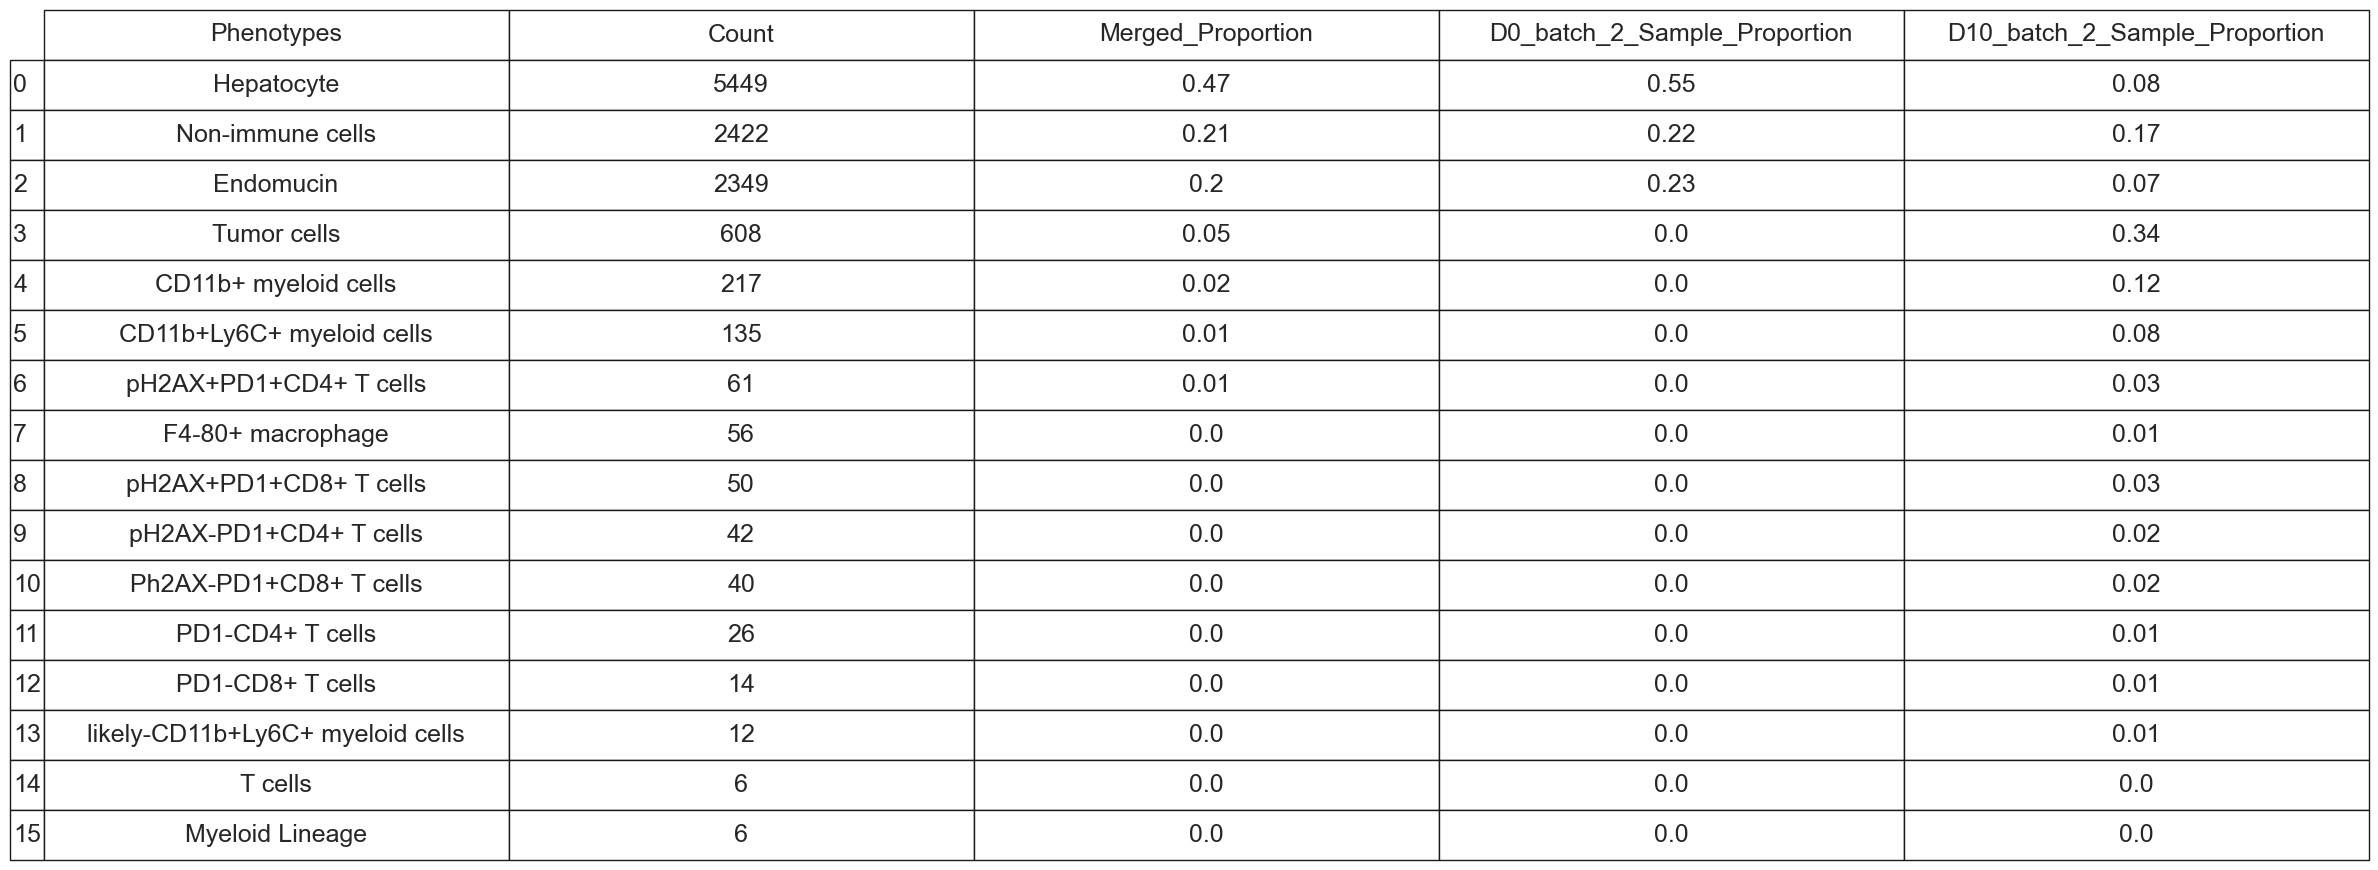 Phenotypes Count Merged_Proportion D0_batch_2_Sample_Proportion D10_batch_2_Sample_Proportion
0 Hepatocyte 5449 0.47 0.55 0.08
1 Non-immune cells 2422 0.21 0.22 0.17
2 Endomucin 2349 0.2 0.23 0.07
3 Tumor cells 608 0.05 0.0 0.34
4 CD11b+ myeloid cells 217 0.02 0.0 0.12
5 CD11b+Ly6C+ myeloid cells 135 0.01 0.0 0.08
6 pH2AX+PD1+CD4+ T cells 61 0.01 0.0 0.03
7 F4-80+ macrophage 56 0.0 0.0 0.01
8 pH2AX+PD1+CD8+ T cells 50 0.0 0.0 0.03
9 pH2AX-PD1+CD4+ T cells 42 0.0 0.0 0.02
10 Ph2AX-PD1+CD8+ T cells 40 0.0 0.0 0.02
11 PD1-CD4+ T cells 26 0.0 0.0 0.01
12 PD1-CD8+ T cells 14 0.0 0.0 0.01
13 likely-CD11b+Ly6C+ myeloid cells 12 0.0 0.0 0.01
14 T cells 6 0.0 0.0 0.0
15 Myeloid Lineage 6 0.0 0.0 0.0